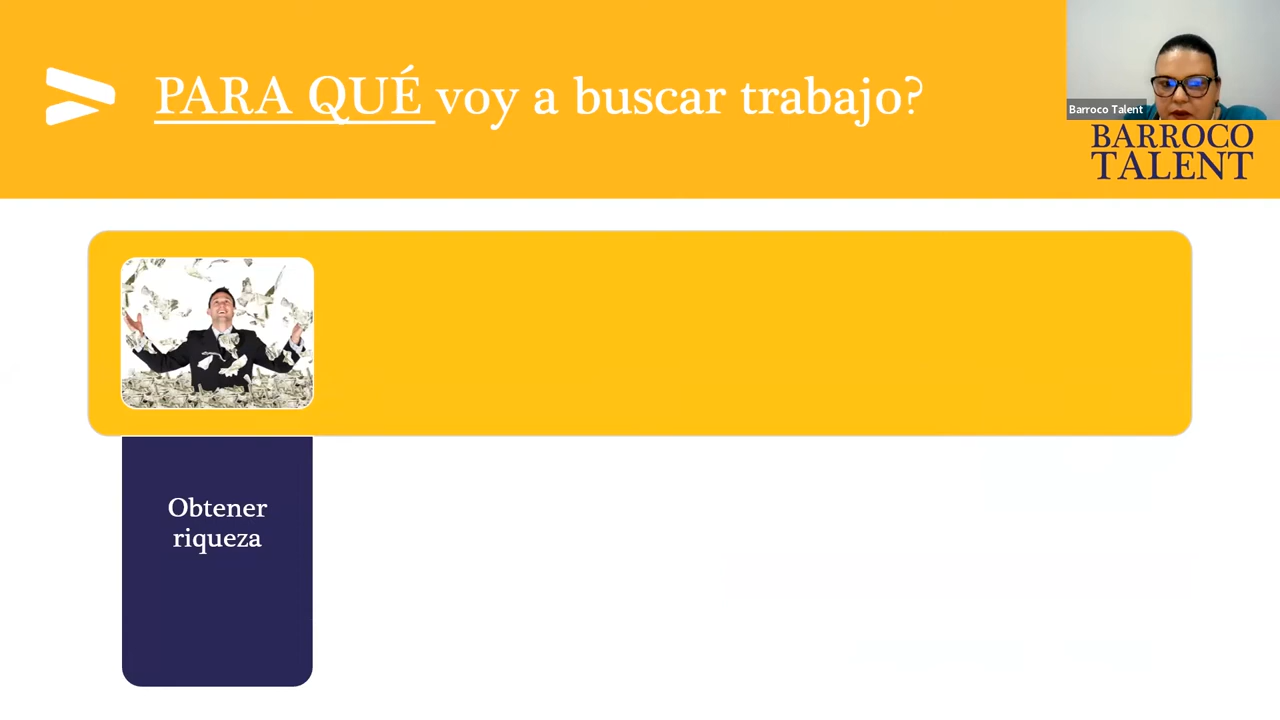 PARA QUÉ voy a buscar trabajo?
Barroco Talent
BARROCO
TALENT
Obtener
riqueza